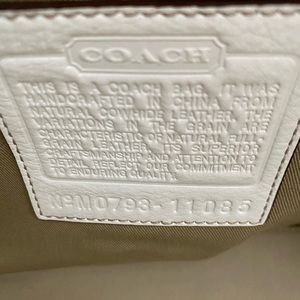 COACH
THIS IS A COACH BAG. IT WAS
HANDCRAFTED IN CHINA FROM
NATURAL COWHIDE LEATHER. THE
VARIATIONS IN THE GRAIN ARE
CHARACTERISTIC OF NATURAL FULL
GRAIN LEATHER. ITS SUPERIOR
CRAFTSMANSHIP AND ATTENTION TO
DETAIL REFLECT OUR COMMITMENT
TO ENDURING QUALITY.
Nº M0793-11085